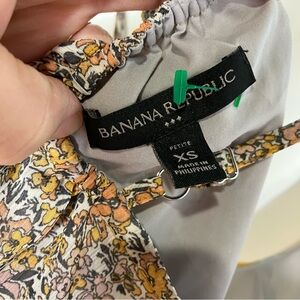 BANANA REPUBLIC
PETITE
XS
MADE IN
PHILIPPINES